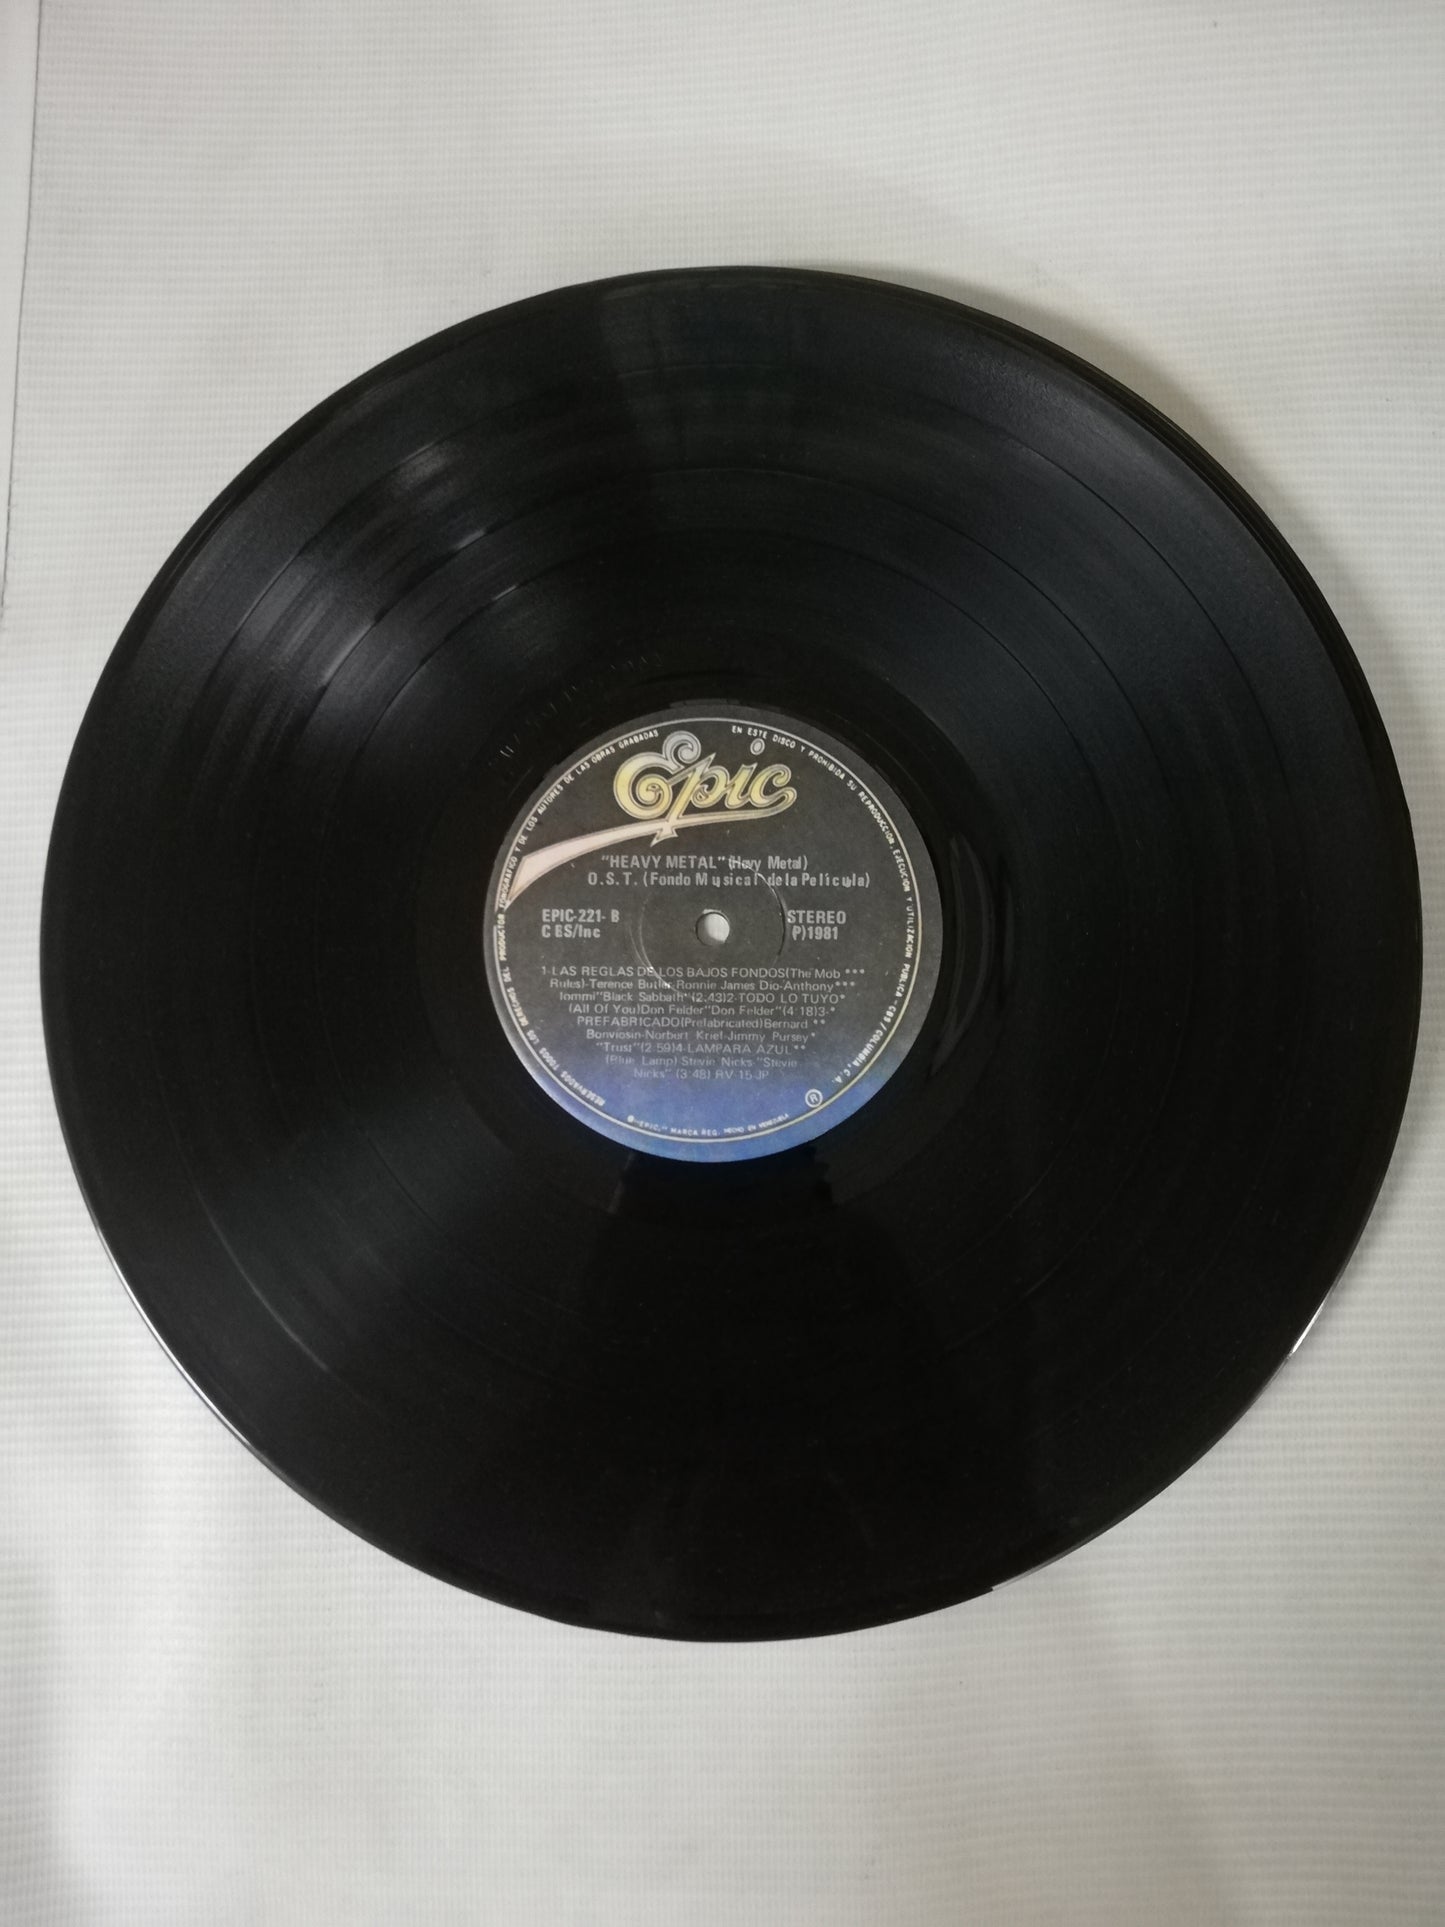 Epic
"HEAVY METAL" (Hevy Metal)
O.S.T. (Fondo Musical de la Película)
EPIC-221- B
CBS/Inc
STEREO
(P)1981
1-LAS REGLAS DE LOS BAJOS FONDOS(The Mob ***
Rules)-Terence Butler-Ronnie James Dio-Anthony***
Iommi"Black Sabbath"(2.43)2-TODO LO TUYO*
(All Of You)Don Felder"Don Felder"(4:18)3-*
PREFABRICADO(Prefabricated)Bernard **
Bonviosin-Norbert Krief-Jimmy Pursey*
"Trust"(2:59)4-LAMPARA AZUL**
(Blue Lamp)-Stevie Nicks-"Stevie
Nicks" (3:48) RV-15-JP
RESERVADOS TODOS LOS DERECHOS DEL PRODUCTOR FONOGRAFICO Y DE LOS AUTORES DE LAS OBRAS GRABADAS
EN ESTE DISCO Y PROHIBIDA SU REPRODUCCION, EJECUCION Y UTILIZACION PUBLICA - CBS/COLUMBIA, C.A.
®
©-"EPIC," MARCA REG. HECHO EN VENEZUELA